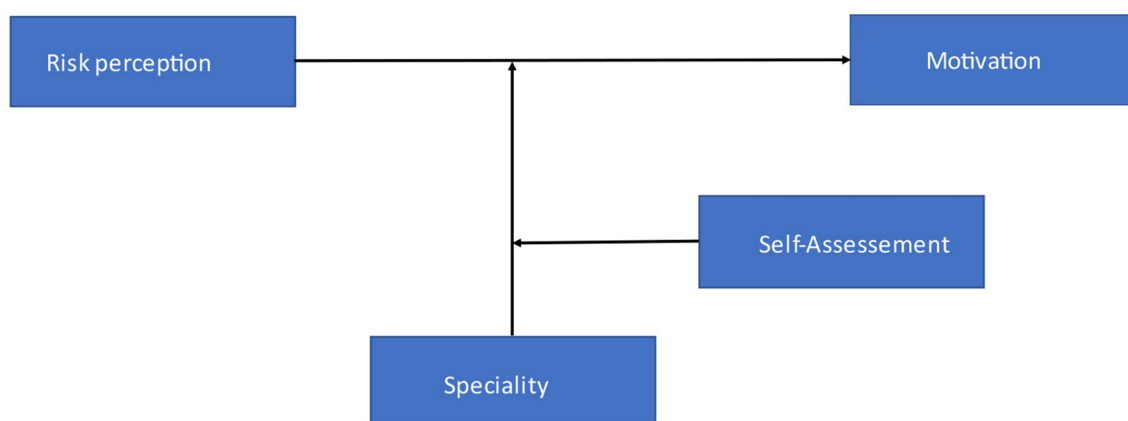 Risk perception
Motivation
Self-Assessement
Speciality